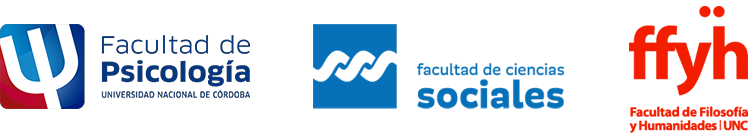 Facultad de
Psicología
UNIVERSIDAD NACIONAL DE CÓRDOBA
facultad de ciencias
sociales
ffyh
Facultad de Filosofía
y Humanidades | UNC